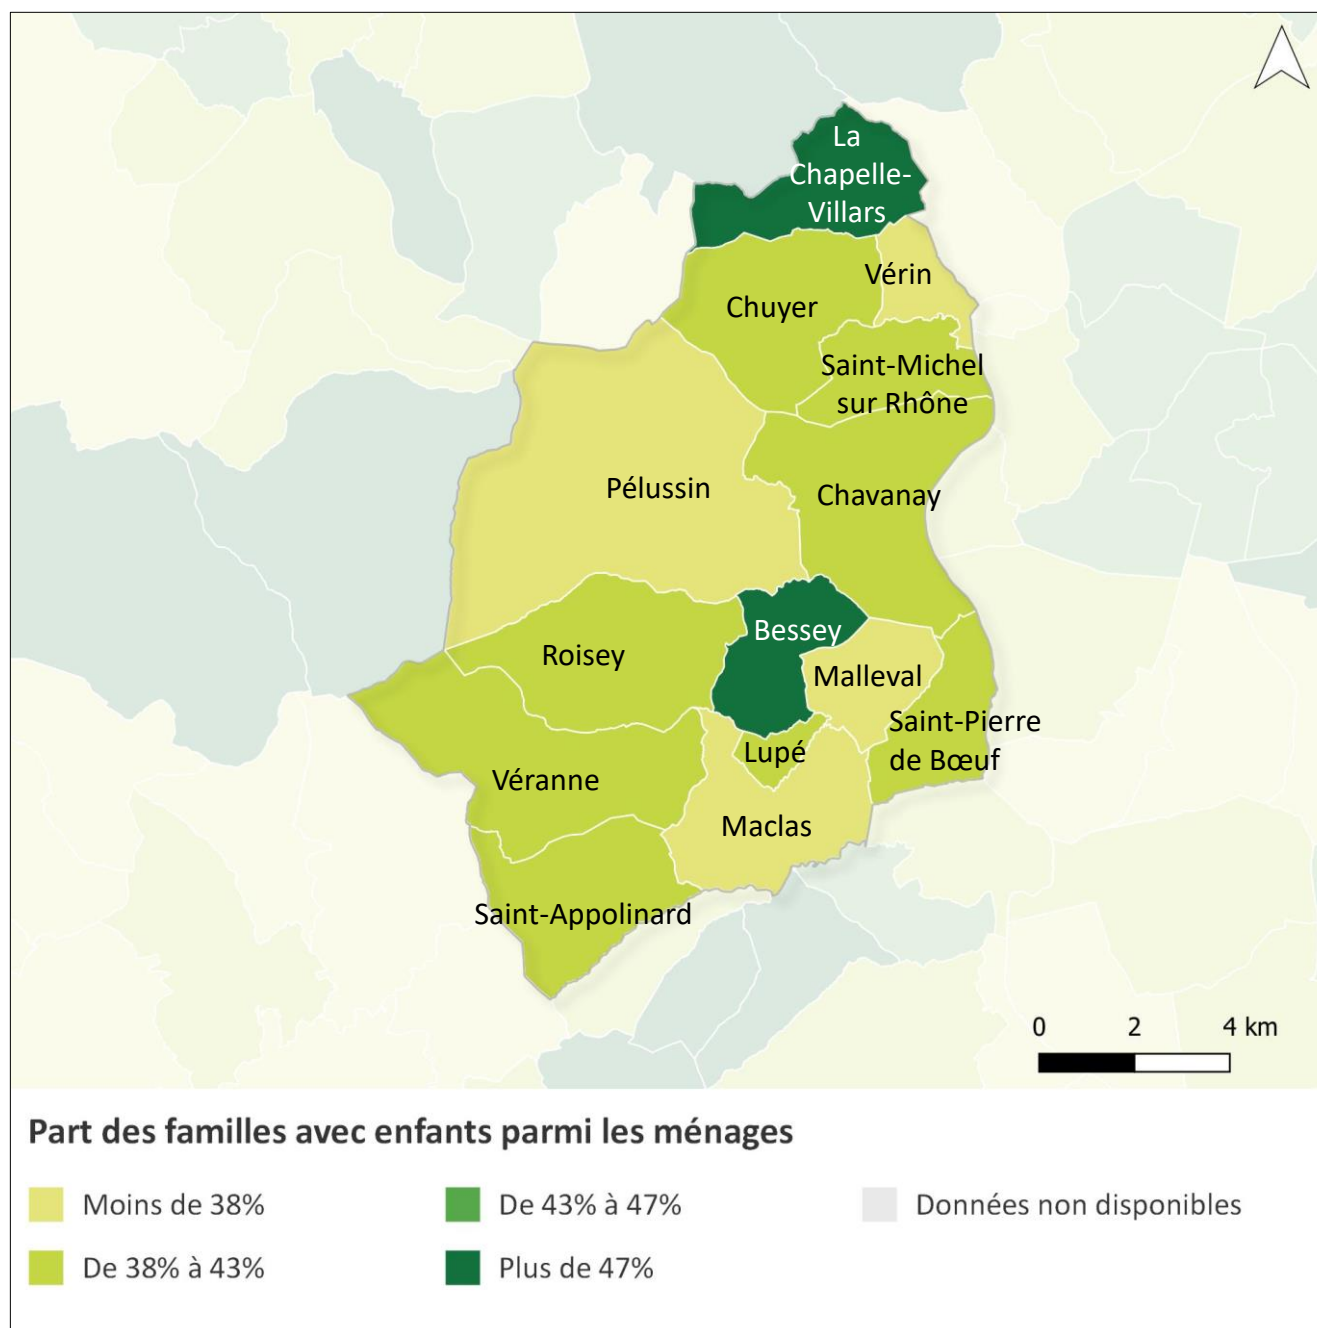 La
Chapelle-
Villars
Vérin
Chuyer
Saint-Michel
sur Rhône
Pélussin
Chavanay
Bessey
Roisey
Malleval
Saint-Pierre
de Bœuf
Lupé
Véranne
Maclas
Saint-Appolinard
0 2 4 km
Part des familles avec enfants parmi les ménages
Moins de 38%
De 43% à 47%
Données non disponibles
De 38% à 43%
Plus de 47%